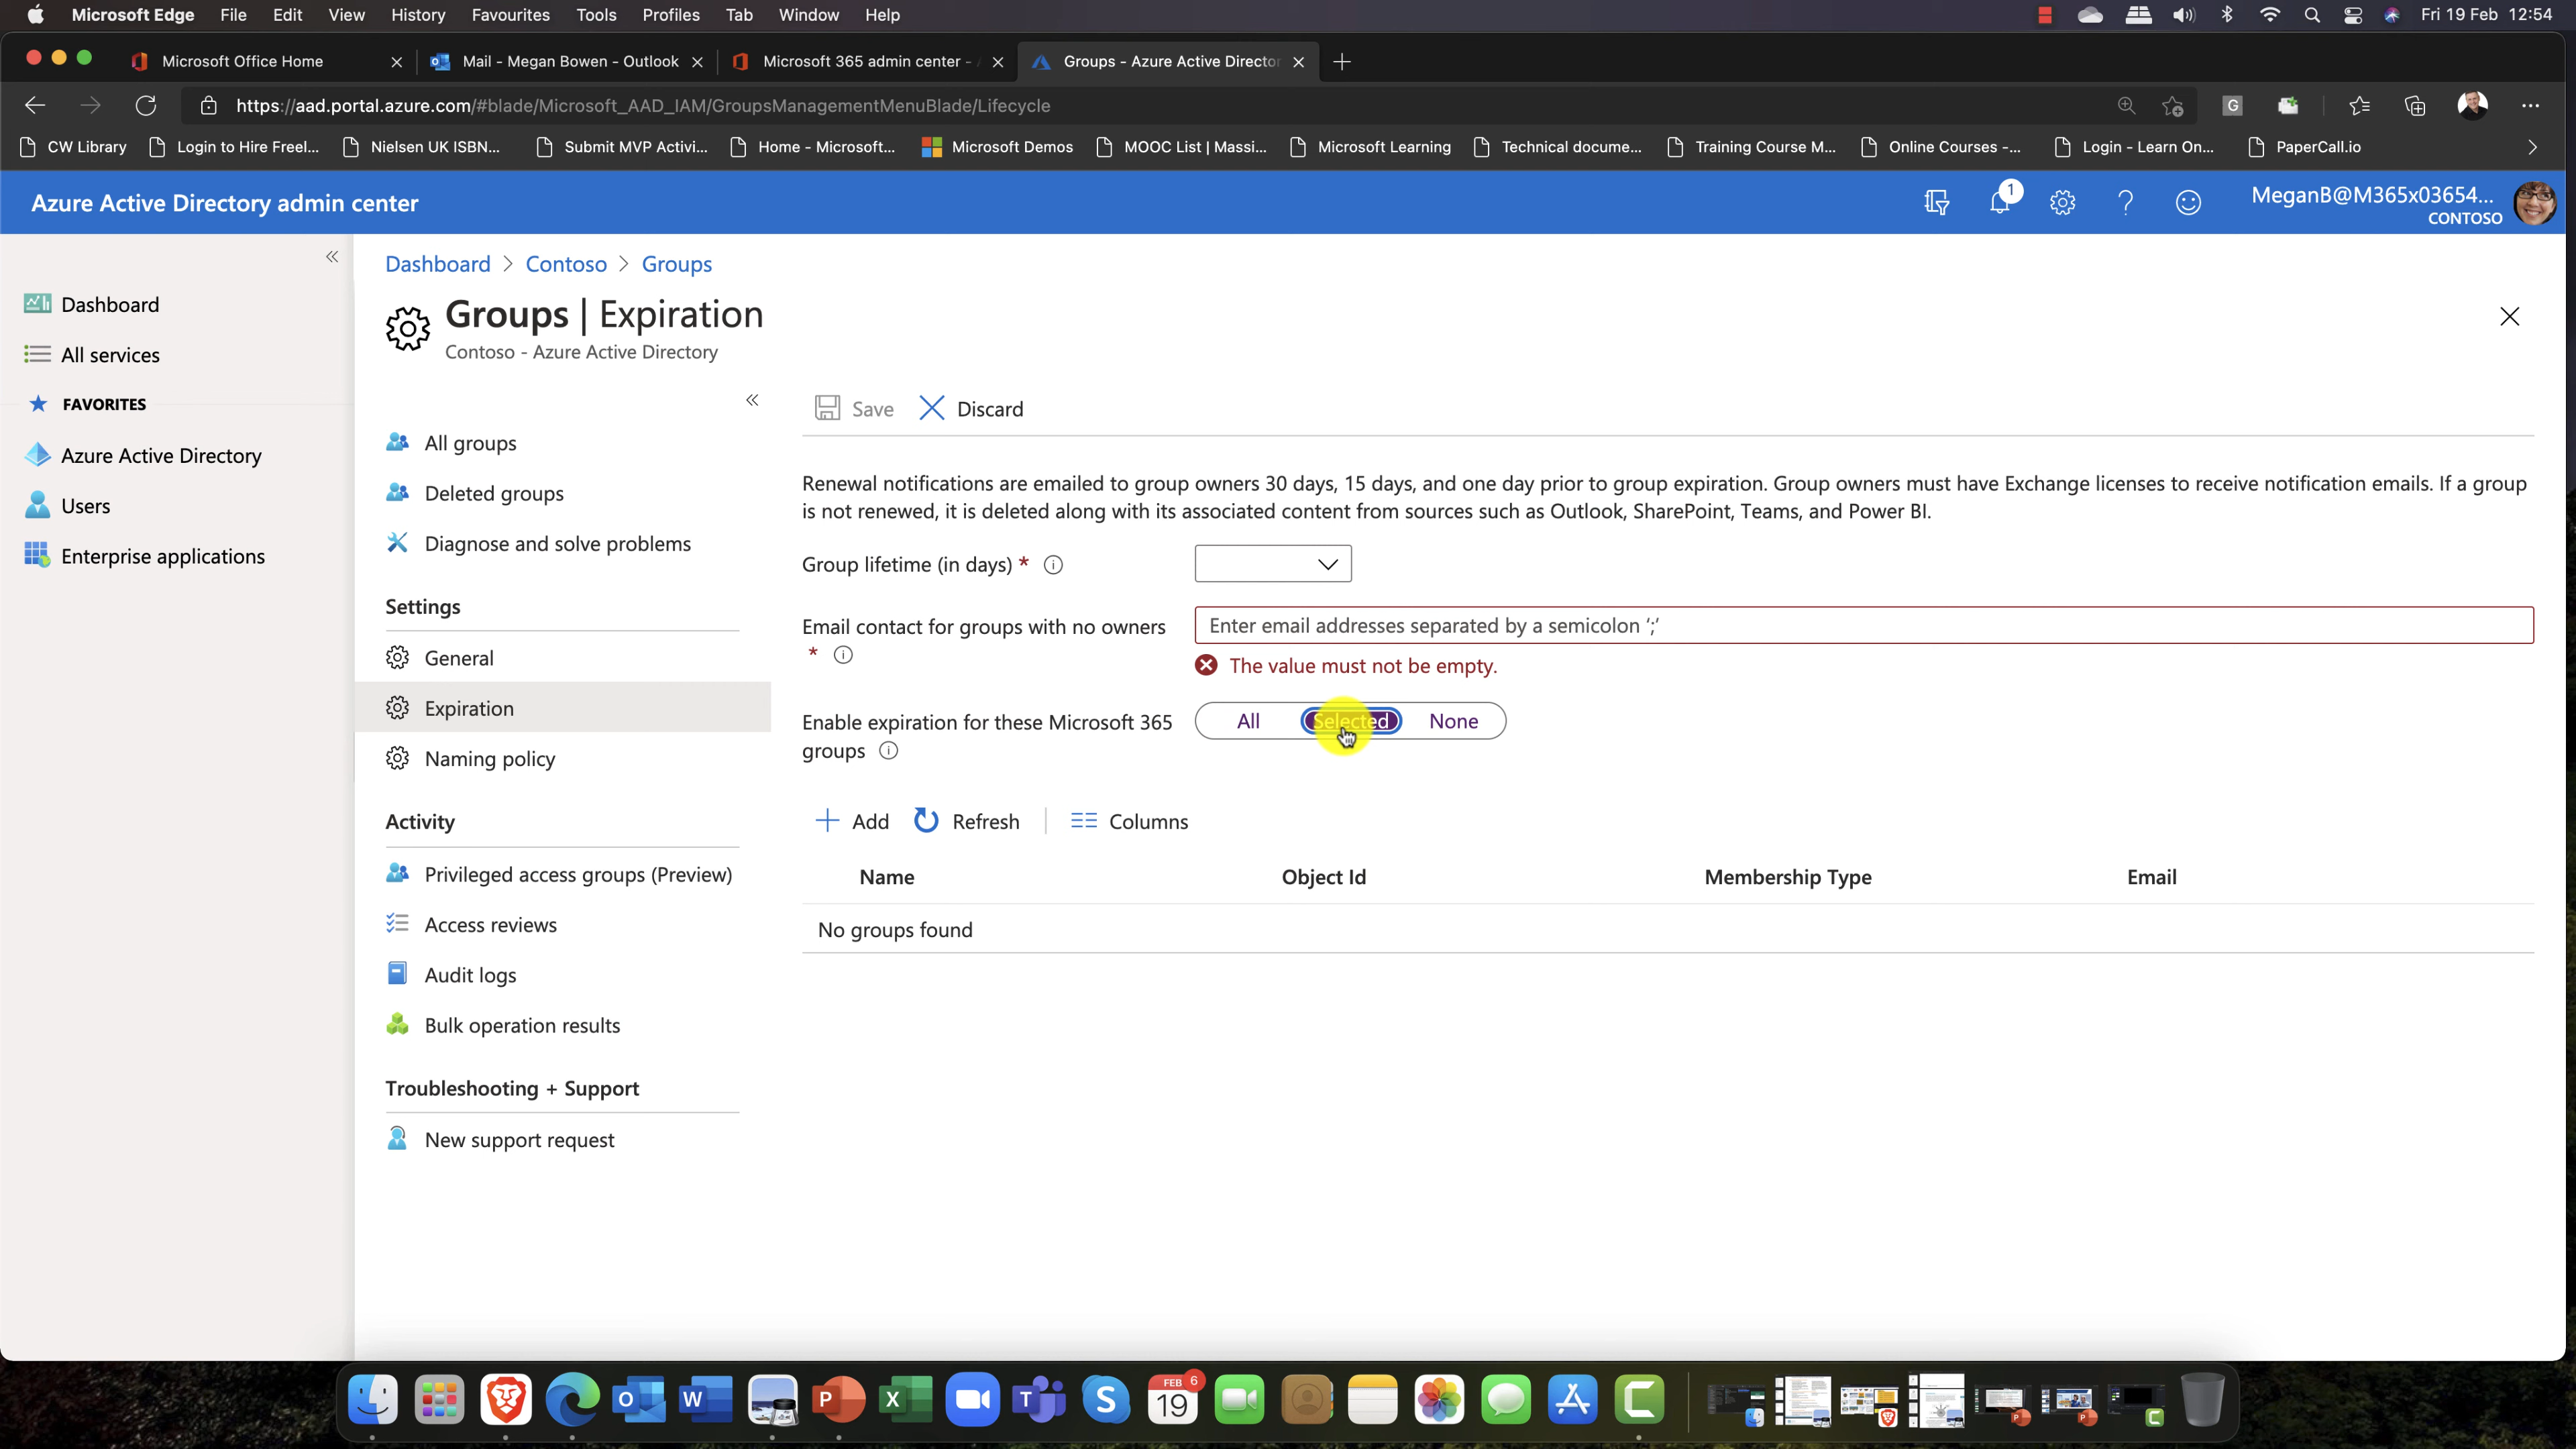 Microsoft Edge File Edit View History Favourites Tools Profiles Tab Window Help Fri 19 Feb 12:54
Microsoft Office Home Mail - Megan Bowen - Outlook Microsoft 365 admin center - Groups - Azure Active Director
https://aad.portal.azure.com/#blade/Microsoft_AAD_IAM/GroupsManagementMenuBlade/Lifecycle G
CW Library Login to Hire Freel... Nielsen UK ISBN... Submit MVP Activi... Home - Microsoft... Microsoft Demos MOOC List | Massi... Microsoft Learning Technical docume... Training Course M... Online Courses -... Login - Learn On... PaperCall.io
Azure Active Directory admin center 1 MeganB@M365x03654...
CONTOSO
Dashboard
All services
FAVORITES
Azure Active Directory
Users
Enterprise applications
Dashboard > Contoso > Groups
Groups | Expiration
Contoso - Azure Active Directory
All groups
Deleted groups
Diagnose and solve problems
Settings
General
Expiration
Naming policy
Activity
Privileged access groups (Preview)
Access reviews
Audit logs
Bulk operation results
Troubleshooting + Support
New support request
Save Discard
Renewal notifications are emailed to group owners 30 days, 15 days, and one day prior to group expiration. Group owners must have Exchange licenses to receive notification emails. If a group
is not renewed, it is deleted along with its associated content from sources such as Outlook, SharePoint, Teams, and Power BI.
Group lifetime (in days) *
Email contact for groups with no owners
*
Enter email addresses separated by a semicolon ‘;’
The value must not be empty.
Enable expiration for these Microsoft 365
groups
All Selected None
Add Refresh Columns
Name Object Id Membership Type Email
No groups found
FEB 6
19